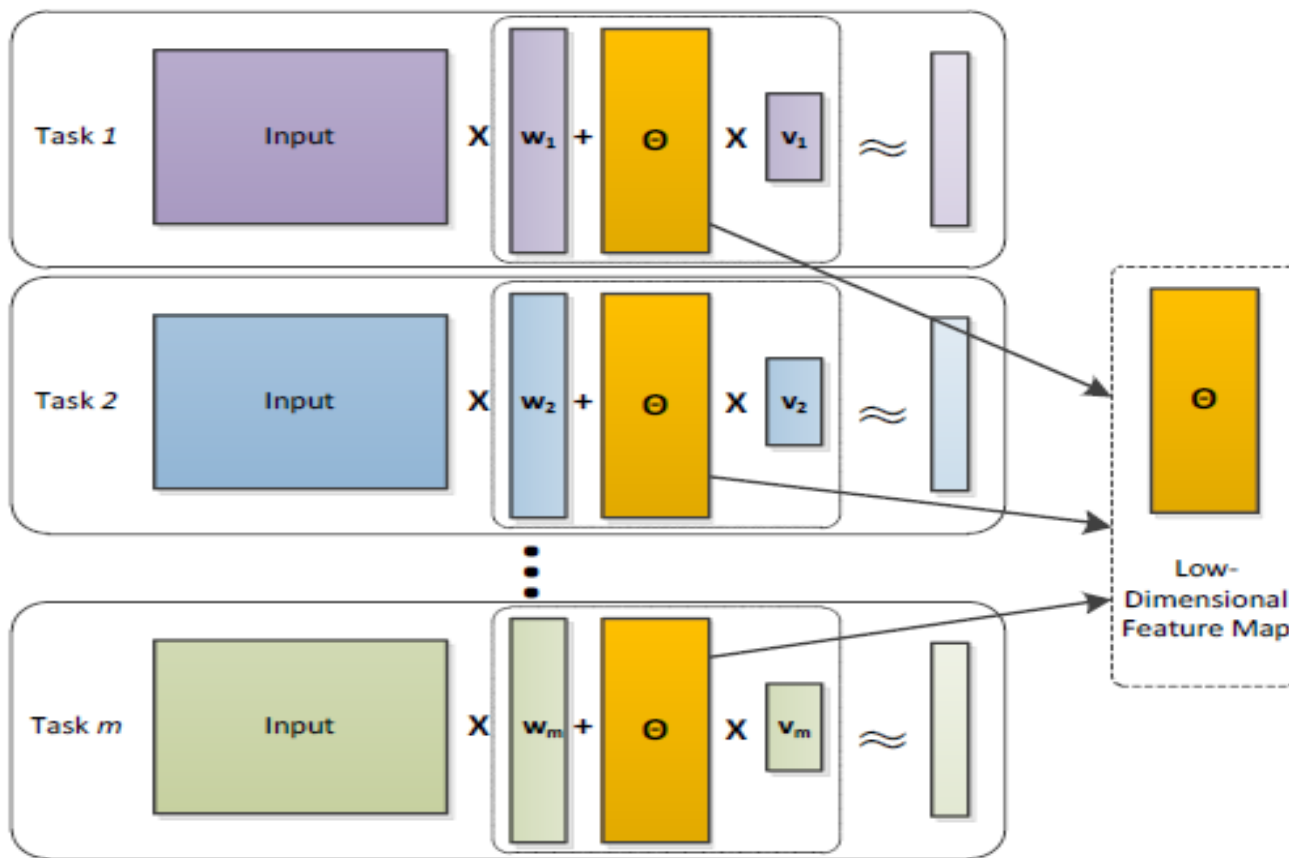 Task 1 Input X w₁ + Θ X v₁ ≈
Task 2 Input X w₂ + Θ X v₂ ≈
Θ
Low-
Dimensional
Feature Map
Task m Input X wₘ + Θ X vₘ ≈